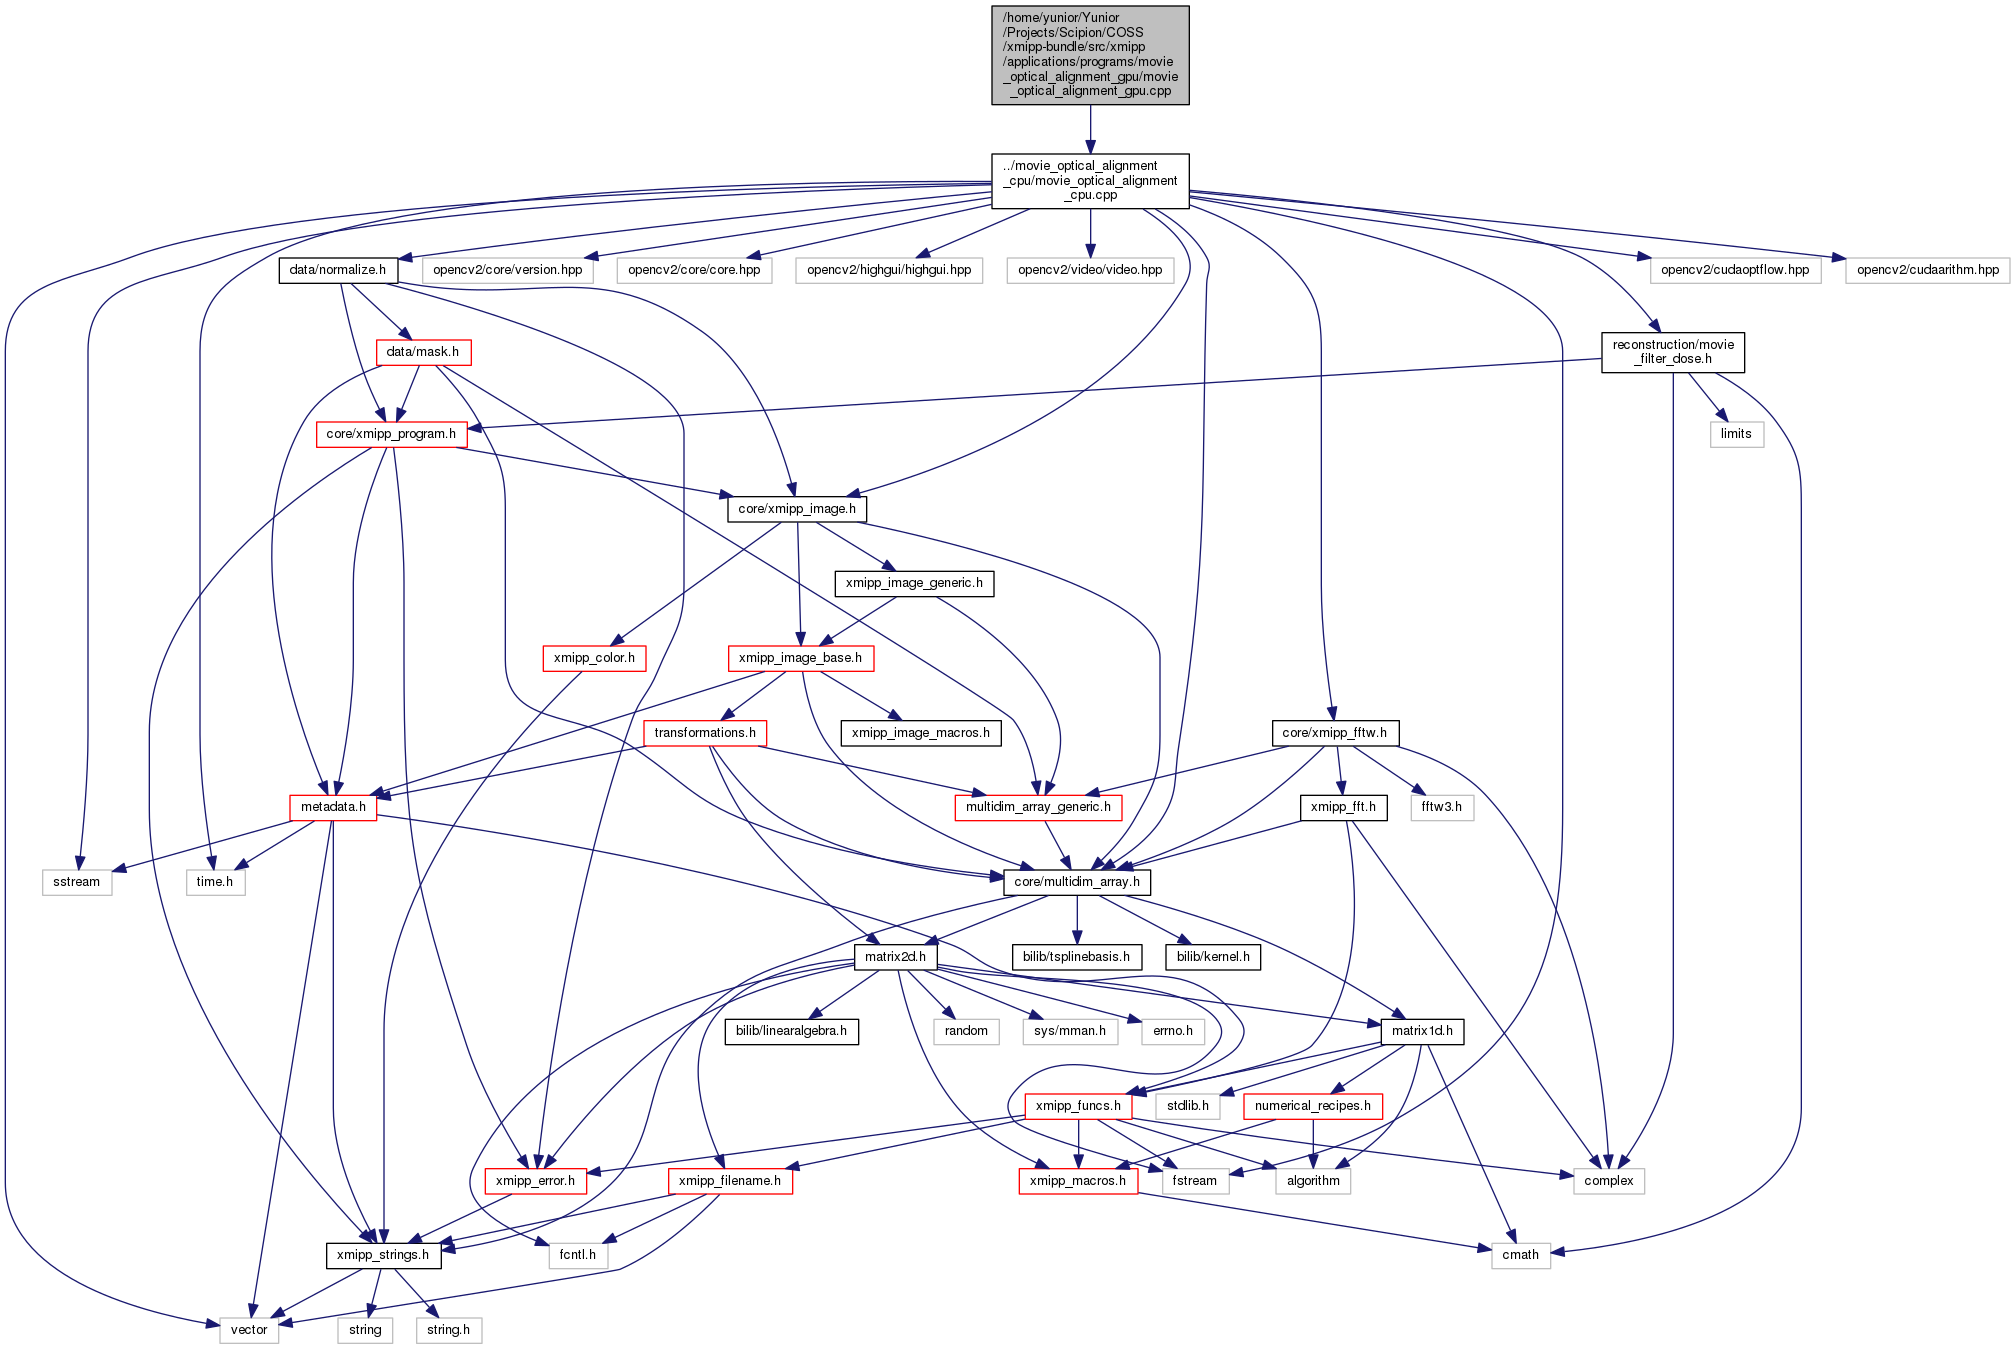 /home/yunior/Yunior
/Projects/Scipion/COSS
/xmipp-bundle/src/xmipp
/applications/programs/movie
_optical_alignment_gpu/movie
_optical_alignment_gpu.cpp
../movie_optical_alignment
_cpu/movie_optical_alignment
_cpu.cpp
data/normalize.h
opencv2/core/version.hpp
opencv2/core/core.hpp
opencv2/highgui/highgui.hpp
opencv2/video/video.hpp
opencv2/cudaoptflow.hpp
opencv2/cudaarithm.hpp
data/mask.h
reconstruction/movie
_filter_dose.h
core/xmipp_program.h
limits
core/xmipp_image.h
xmipp_image_generic.h
xmipp_color.h
xmipp_image_base.h
transformations.h
xmipp_image_macros.h
core/xmipp_fftw.h
metadata.h
multidim_array_generic.h
xmipp_fft.h
fftw3.h
sstream
time.h
core/multidim_array.h
matrix2d.h
bilib/tsplinebasis.h
bilib/kernel.h
bilib/linearalgebra.h
random
sys/mman.h
errno.h
matrix1d.h
xmipp_funcs.h
stdlib.h
numerical_recipes.h
xmipp_error.h
xmipp_filename.h
xmipp_macros.h
fstream
algorithm
complex
xmipp_strings.h
fcntl.h
cmath
vector
string
string.h